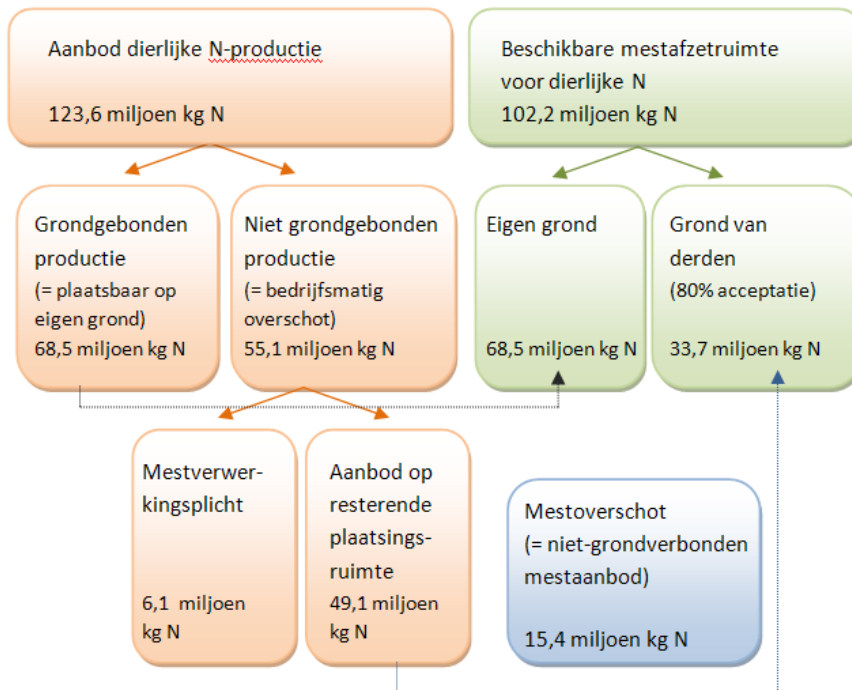 Aanbod dierlijke N-productie
123,6 miljoen kg N
Beschikbare mestafzetruimte
voor dierlijke N
102,2 miljoen kg N
Grondgebonden
productie
(= plaatsbaar op
eigen grond)
68,5 miljoen kg N
Niet grondgebonden
productie
(= bedrijfsmatig
overschot)
55,1 miljoen kg N
Eigen grond
68,5 miljoen kg N
Grond van
derden
(80% acceptatie)
33,7 miljoen kg N
Mestverwer-
kingsplicht
6,1 miljoen
kg N
Aanbod op
resterende
plaatsings-
ruimte
49,1 miljoen
kg N
Mestoverschot
(= niet-grondverbonden
mestaanbod)
15,4 miljoen kg N